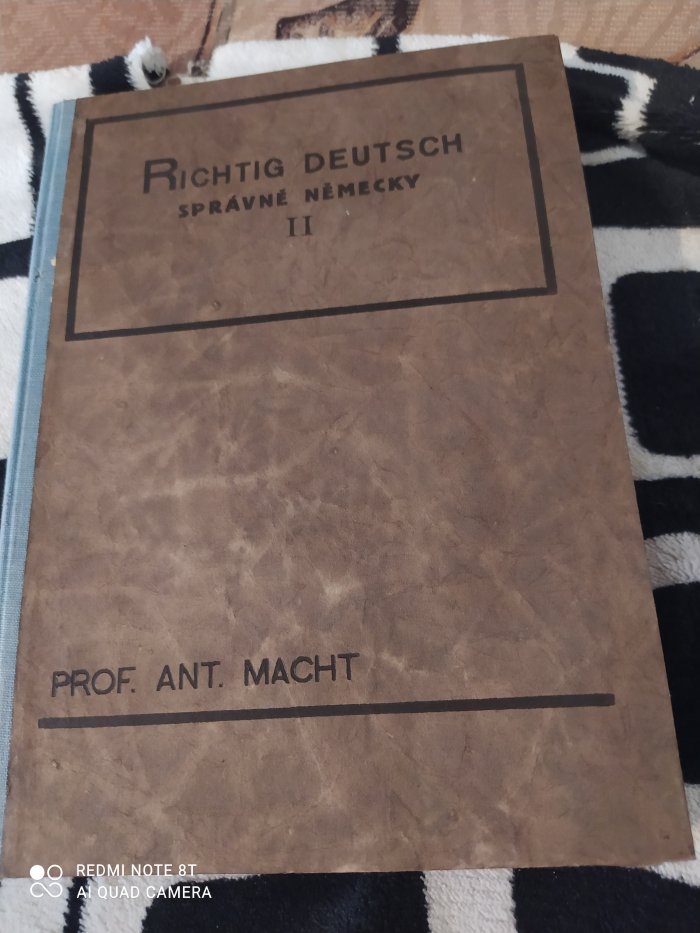 RICHTIG DEUTSCH
SPRÁVNĚ NĚMECKY
II
PROF. ANT. MACHT
REDMI NOTE 8T
AI QUAD CAMERA